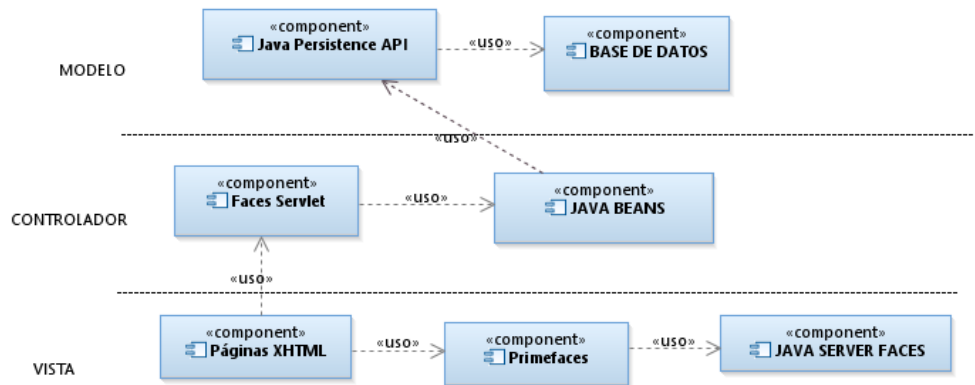 «component»
Java Persistence API
«uso»
«component»
BASE DE DATOS
MODELO
«uso»
«component»
Faces Servlet
«uso»
«component»
JAVA BEANS
CONTROLADOR
«uso»
«component»
Páginas XHTML
«uso»
«component»
Primefaces
«uso»
«component»
JAVA SERVER FACES
VISTA